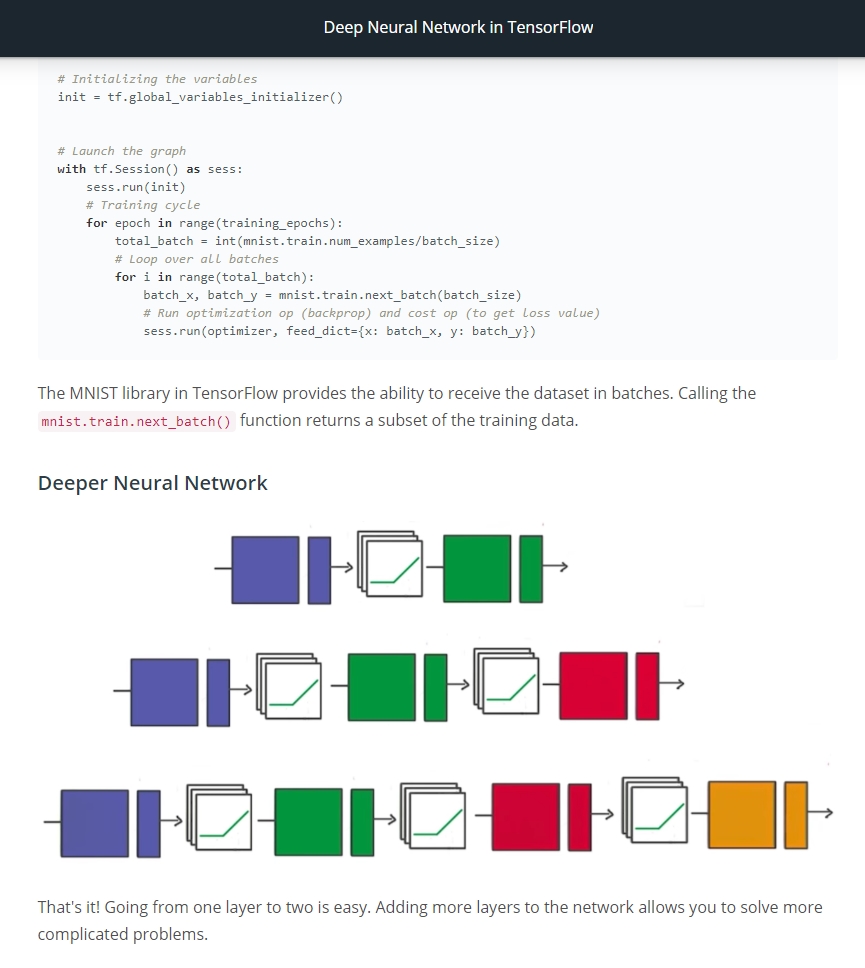 Deep Neural Network in TensorFlow
# Initializing the variables
init = tf.global_variables_initializer()
# Launch the graph
with tf.Session() as sess:
    sess.run(init)
    # Training cycle
    for epoch in range(training_epochs):
        total_batch = int(mnist.train.num_examples/batch_size)
        # Loop over all batches
        for i in range(total_batch):
            batch_x, batch_y = mnist.train.next_batch(batch_size)
            # Run optimization op (backprop) and cost op (to get loss value)
            sess.run(optimizer, feed_dict={x: batch_x, y: batch_y})
The MNIST library in TensorFlow provides the ability to receive the dataset in batches. Calling the
mnist.train.next_batch() function returns a subset of the training data.
Deeper Neural Network
That's it! Going from one layer to two is easy. Adding more layers to the network allows you to solve more
complicated problems.